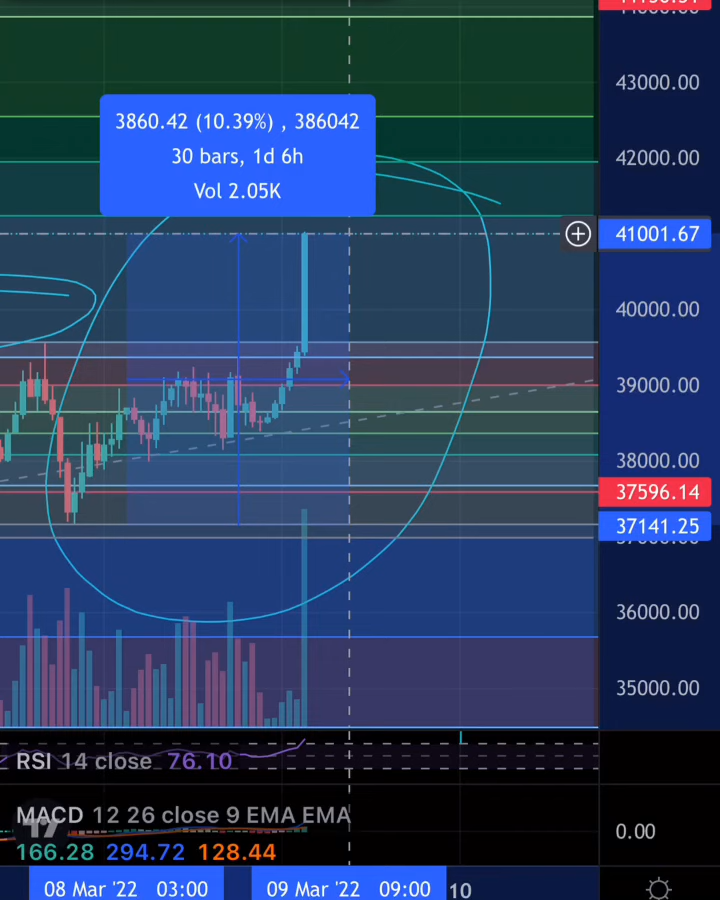 43000.00
3860.42 (10.39%) , 386042
30 bars, 1d 6h
Vol 2.05K
42000.00
41001.67
40000.00
39000.00
38000.00
37596.14
37141.25
36000.00
35000.00
RSI 14 close 76.10
MACD 12 26 close 9 EMA EMA
0.00
166.28 294.72 128.44
08 Mar '22 03:00 09 Mar '22 09:00 10